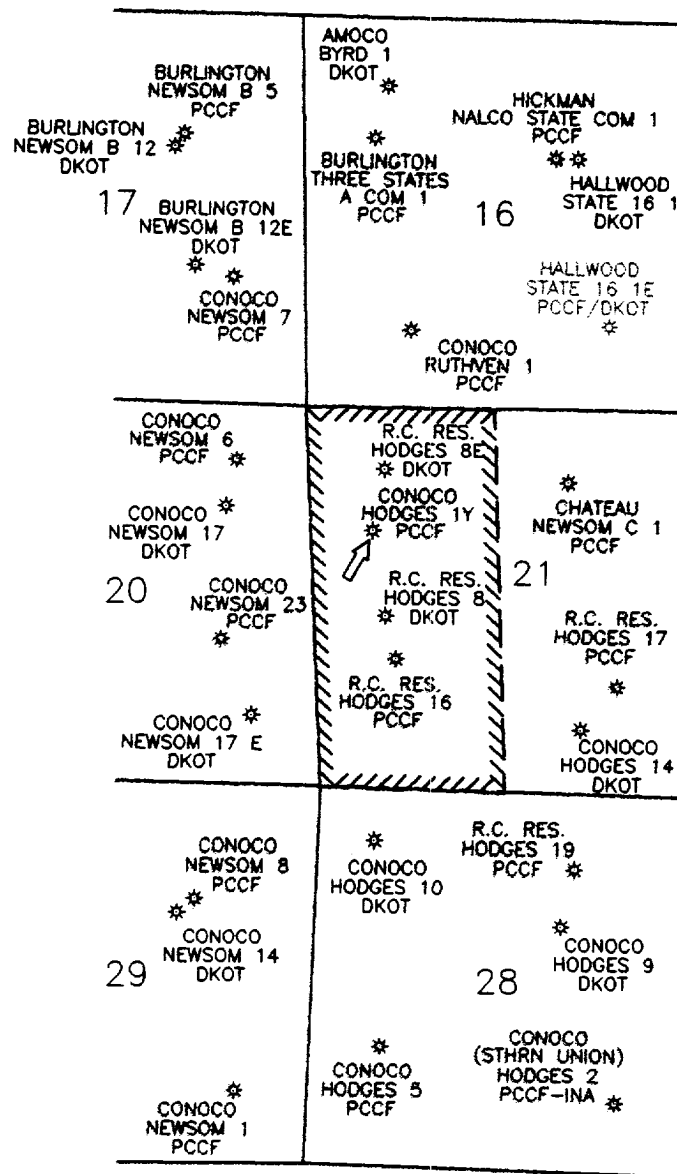 AMOCO
BYRD 1
DKOT
BURLINGTON
NEWSOM B 5
PCCF
HICKMAN
NALCO STATE COM 1
PCCF
BURLINGTON
NEWSOM B 12
DKOT
BURLINGTON
THREE STATES
A COM 1
PCCF
HALLWOOD
STATE 16 1
DKOT
17
16
BURLINGTON
NEWSOM B 12E
DKOT
HALLWOOD
STATE 16 1E
PCCF/DKOT
CONOCO
NEWSOM 7
PCCF
CONOCO
RUTHVEN 1
PCCF
CONOCO
NEWSOM 6
PCCF
R.C. RES.
HODGES 8E
DKOT
CONOCO
HODGES 1Y
PCCF
CHATEAU
NEWSOM C 1
PCCF
CONOCO
NEWSOM 17
DKOT
20
21
CONOCO
NEWSOM 23
PCCF
R.C. RES.
HODGES 8
DKOT
R.C. RES.
HODGES 17
PCCF
R.C. RES.
HODGES 16
PCCF
CONOCO
NEWSOM 17 E
DKOT
CONOCO
HODGES 14
DKOT
CONOCO
NEWSOM 8
PCCF
CONOCO
HODGES 10
DKOT
R.C. RES.
HODGES 19
PCCF
CONOCO
NEWSOM 14
DKOT
29
28
CONOCO
HODGES 9
DKOT
CONOCO
(STHRN UNION)
HODGES 2
PCCF-INA
CONOCO
HODGES 5
PCCF
CONOCO
NEWSOM 1
PCCF